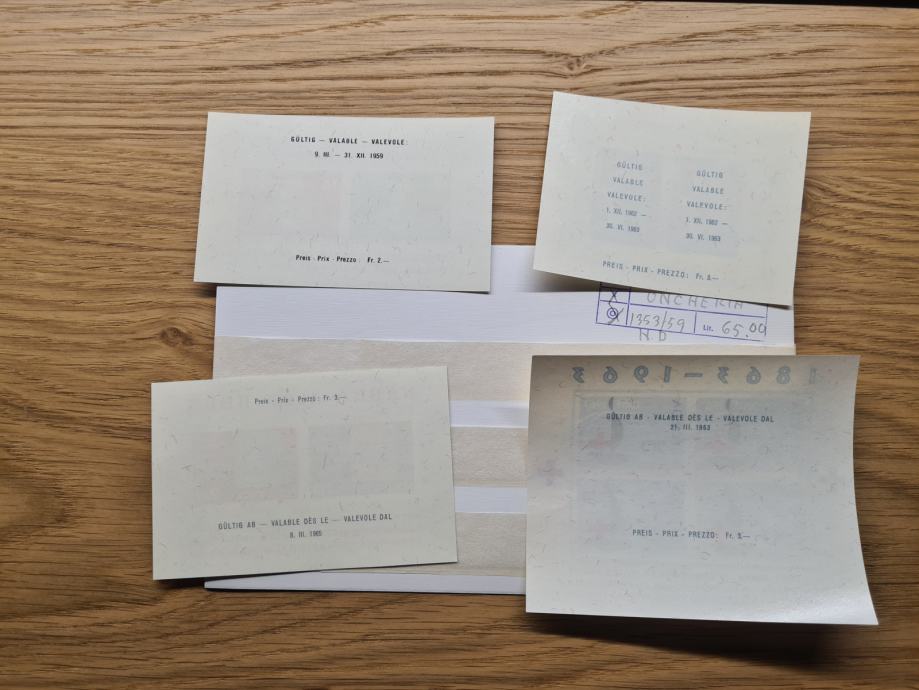 GÜLTIG — VALABLE — VALEVOLE:
9. III. — 31. XII. 1959
Preis - Prix - Prezzo: Fr. 2.—
GÜLTIG
VALABLE
VALEVOLE:
1. XII. 1962 —
30. VI. 1963
GÜLTIG
VALABLE
VALEVOLE:
1. XII. 1962 —
30. VI. 1963
PREIS - PRIX - PREZZO: Fr. 3.—
X
UNGHERIA
1353/59
Lir. 65.00
N D
Preis - Prix - Prezzo: Fr. 3.—
GÜLTIG AB — VALABLE DÈS LE — VALEVOLE DAL
8. III. 1965
1863–1963
GÜLTIG AB - VALABLE DÈS LE - VALEVOLE DAL
21. III. 1963
PREIS - PRIX - PREZZO: Fr. 3.—